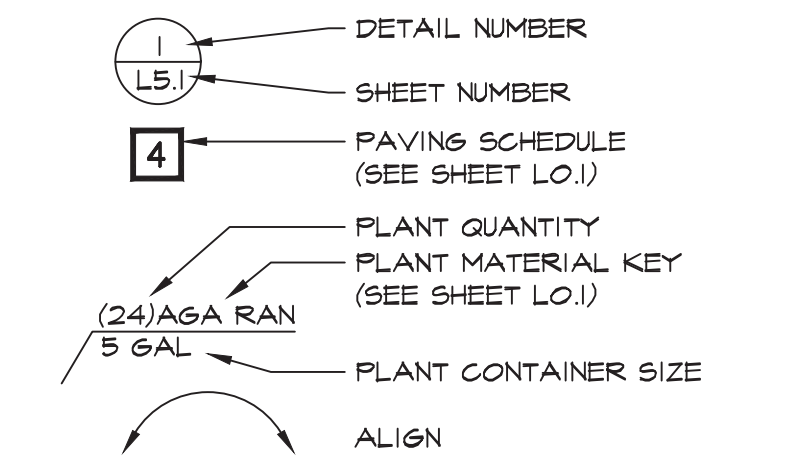 1
L5.1
DETAIL NUMBER
SHEET NUMBER
4
PAVING SCHEDULE
(SEE SHEET L0.1)
PLANT QUANTITY
PLANT MATERIAL KEY
(SEE SHEET L0.1)
(24)AGA RAN
5 GAL
PLANT CONTAINER SIZE
ALIGN